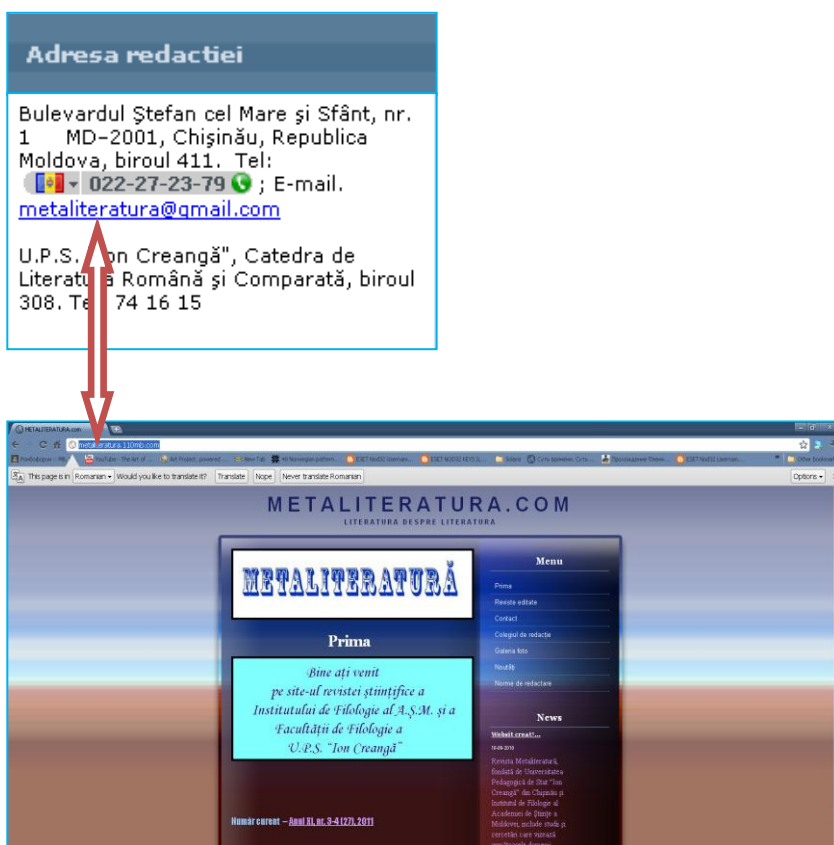 Adresa redactiei
Bulevardul Ştefan cel Mare şi Sfânt, nr.
1 MD-2001, Chişinău, Republica
Moldova, biroul 411. Tel:
022-27-23-79 ; E-mail.
metaliteratura@gmail.com
U.P.S. "Ion Creangă", Catedra de
Literatura Română şi Comparată, biroul
308. Tel 74 16 15
METALITERATURA.com
metaliteratura.110mb.com
This page is in Romanian Would you like to translate it? Translate Nope Never translate Romanian Options
METALITERATURA.COM
LITERATURA DESPRE LITERATURA
METALITERATURĂ
Prima
Bine aţi venit
pe site-ul revistei ştiinţifice a
Institutului de Filologie al A.Ş.M. şi a
Facultăţii de Filologie a
U.P.S. "Ion Creangă"
Număr curent – Anul XI, nr. 3-4 (27), 2011
Menu
Prima
Reviste editate
Contact
Colegiul de redacţie
Galeria foto
Noutăţi
Norme de redactare
News
Websit creat!...
Revista Metaliteratură,
fondată de Universitatea
Pedagogică de Stat "Ion
Creangă" din Chişinău şi
Institutul de Filologie al
Academiei de Ştiinţe a
Moldovei, include studii şi
cercetări care vizează